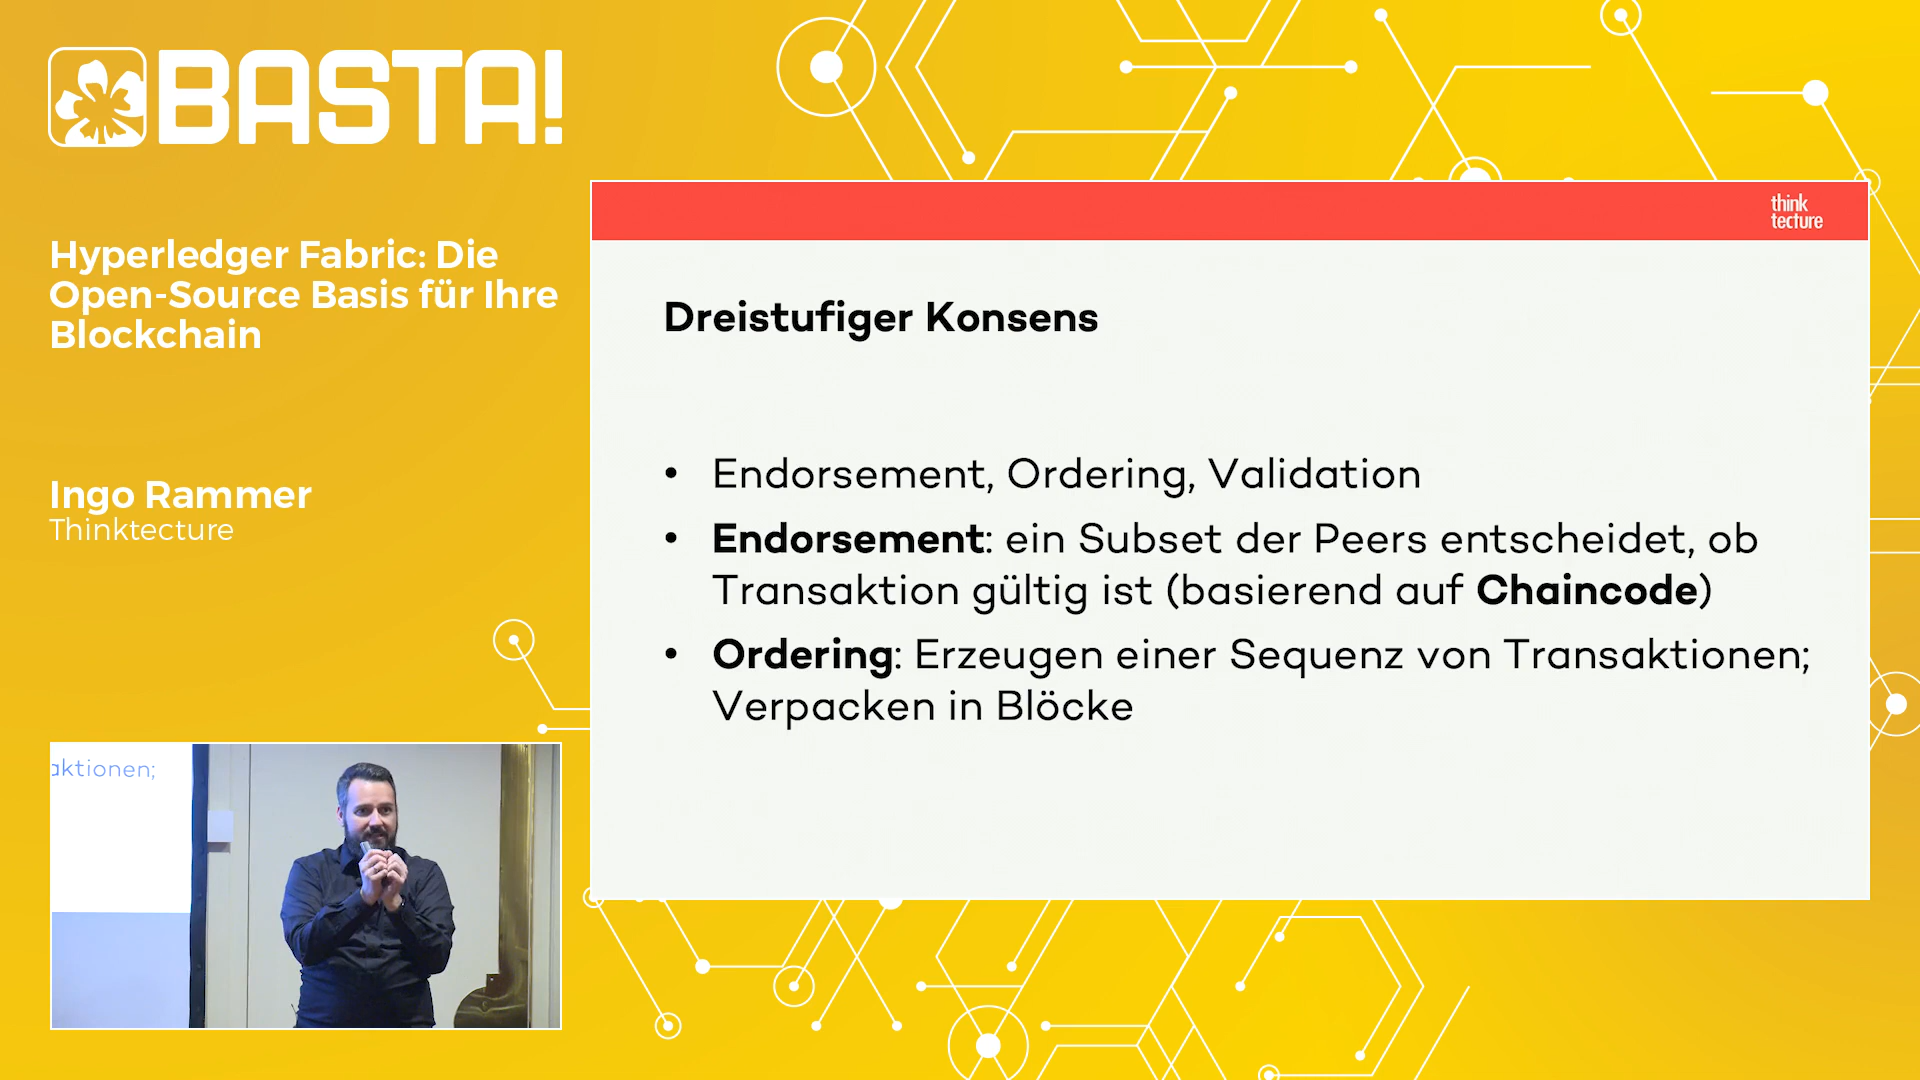 BASTA!
Hyperledger Fabric: Die
Open-Source Basis für Ihre
Blockchain
Ingo Rammer
Thinktecture
think
tecture
Dreistufiger Konsens
• Endorsement, Ordering, Validation
• Endorsement: ein Subset der Peers entscheidet, ob
Transaktion gültig ist (basierend auf Chaincode)
• Ordering: Erzeugen einer Sequenz von Transaktionen;
Verpacken in Blöcke
aktionen;